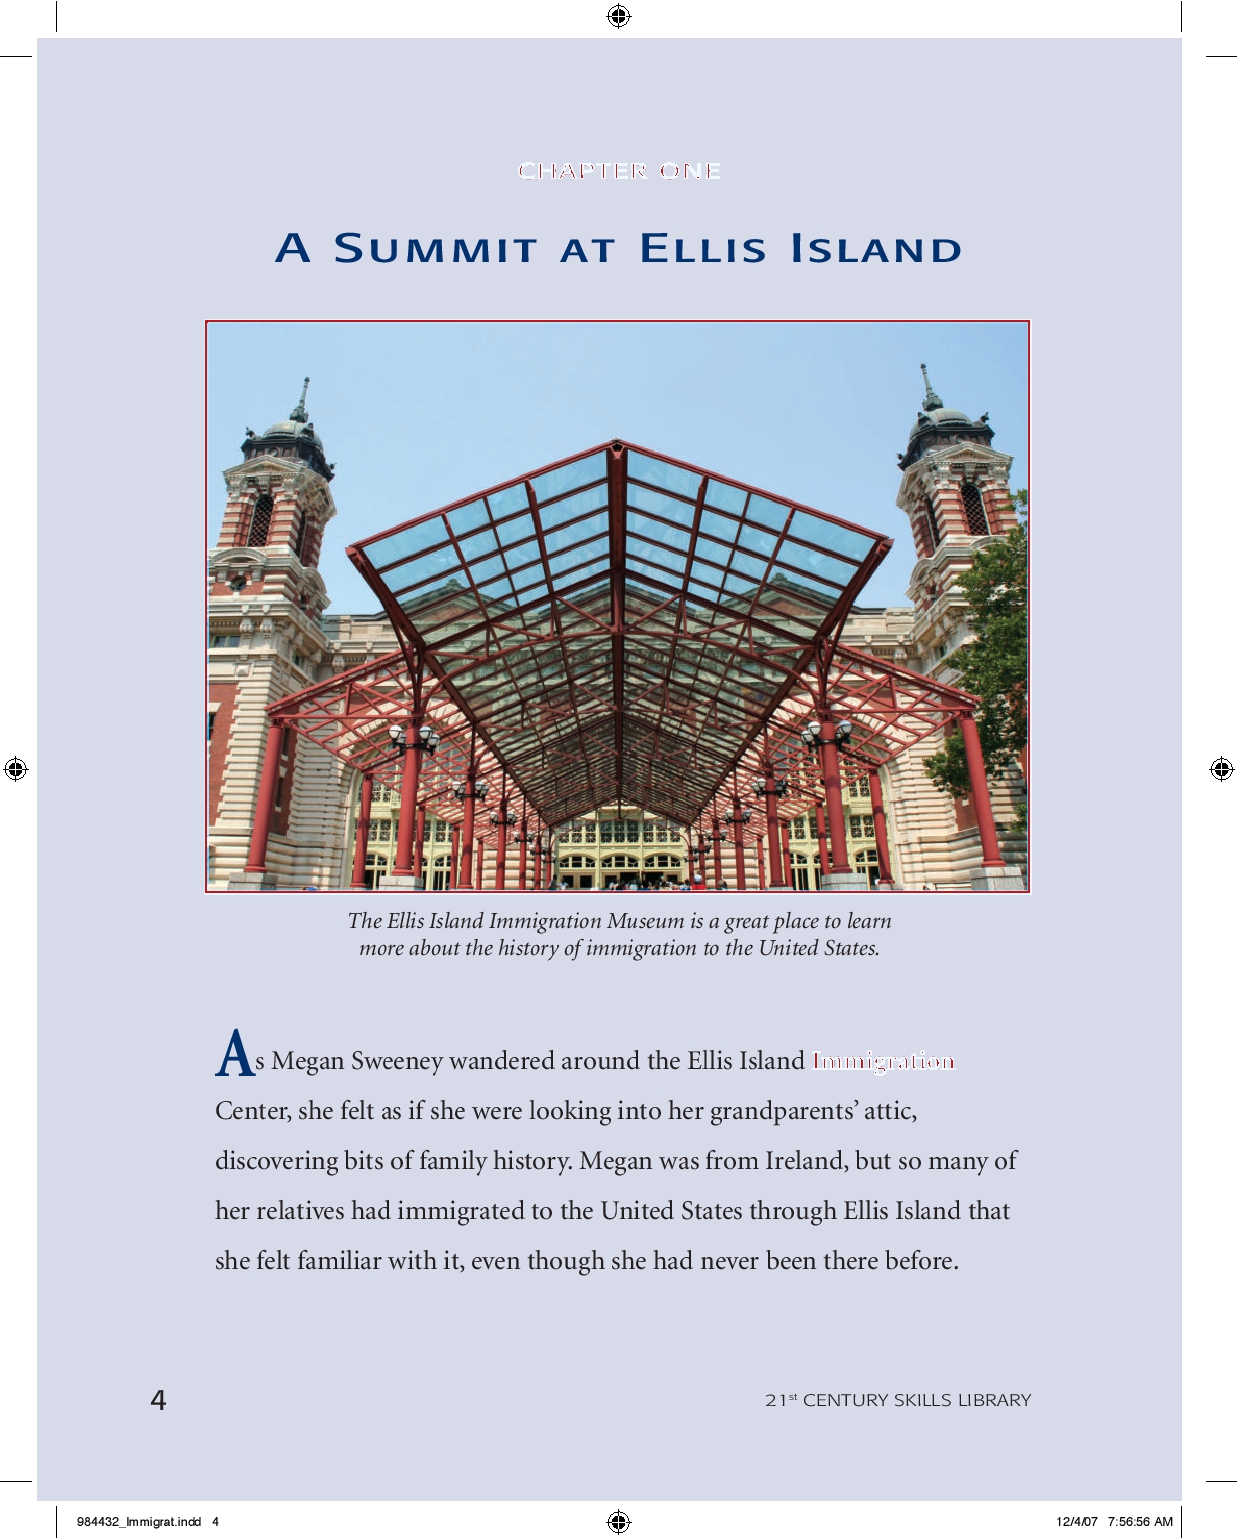 CHAPTER ONE
A Summit at Ellis Island
The Ellis Island Immigration Museum is a great place to learn
more about the history of immigration to the United States.
As Megan Sweeney wandered around the Ellis Island Immigration
Center, she felt as if she were looking into her grandparents’ attic,
discovering bits of family history. Megan was from Ireland, but so many of
her relatives had immigrated to the United States through Ellis Island that
she felt familiar with it, even though she had never been there before.
4
21st CENTURY SKILLS LIBRARY
984432_Immigrat.indd 4
12/4/07 7:56:56 AM